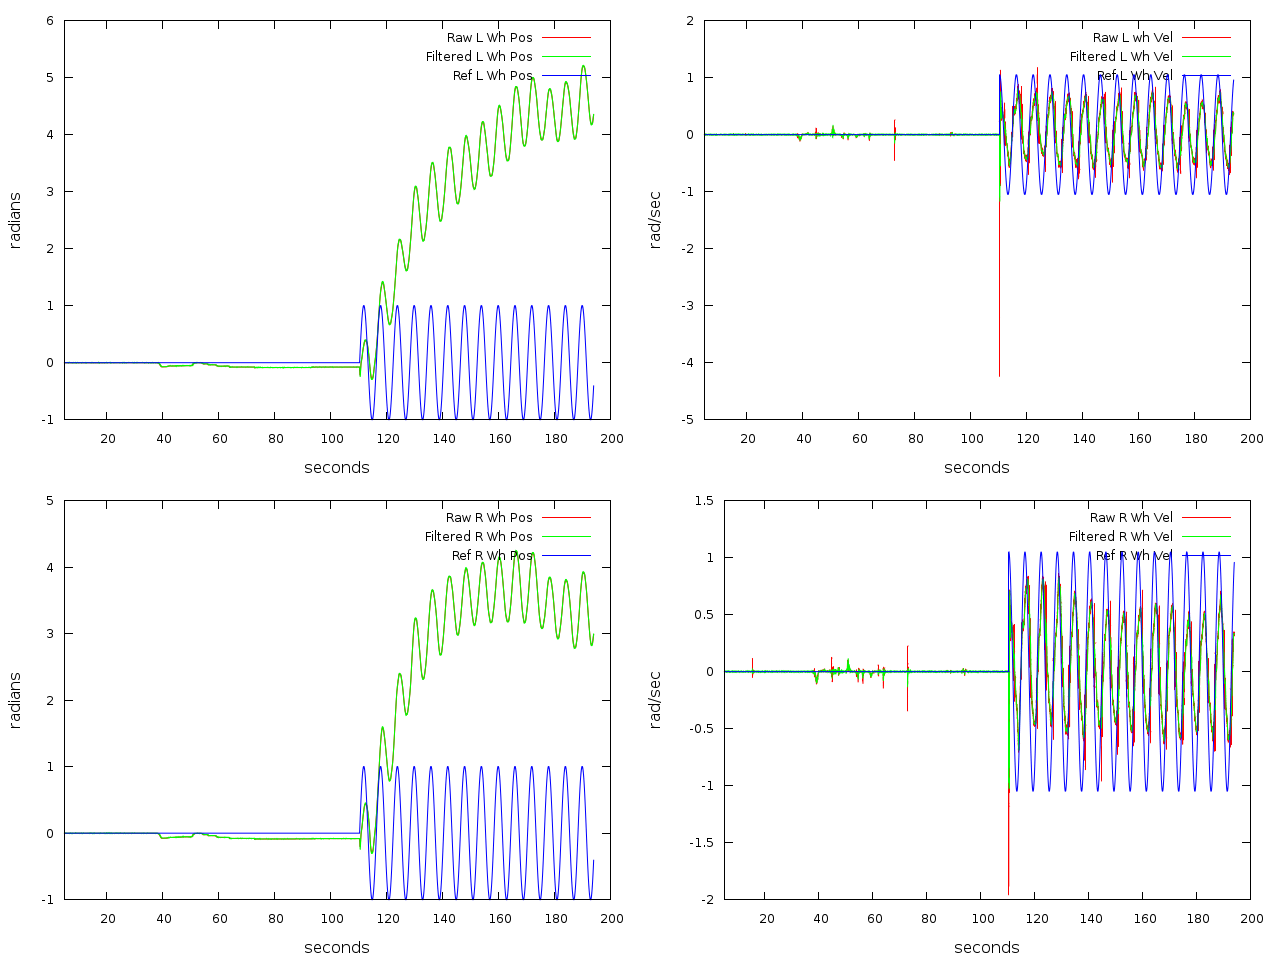 6
5
4
3
2
1
0
-1
radians
Raw L Wh Pos
Filtered L Wh Pos
Ref L Wh Pos
20 40 60 80 100 120 140 160 180 200
seconds
2
1
0
-1
-2
-3
-4
-5
rad/sec
Raw L wh Vel
Filtered L Wh Vel
Ref L Wh Vel
20 40 60 80 100 120 140 160 180 200
seconds
5
4
3
2
1
0
-1
radians
Raw R Wh Pos
Filtered R Wh Pos
Ref R Wh Pos
20 40 60 80 100 120 140 160 180 200
seconds
1.5
1
0.5
0
-0.5
-1
-1.5
-2
rad/sec
Raw R Wh Vel
Filtered R Wh Vel
Ref R Wh Vel
20 40 60 80 100 120 140 160 180 200
seconds